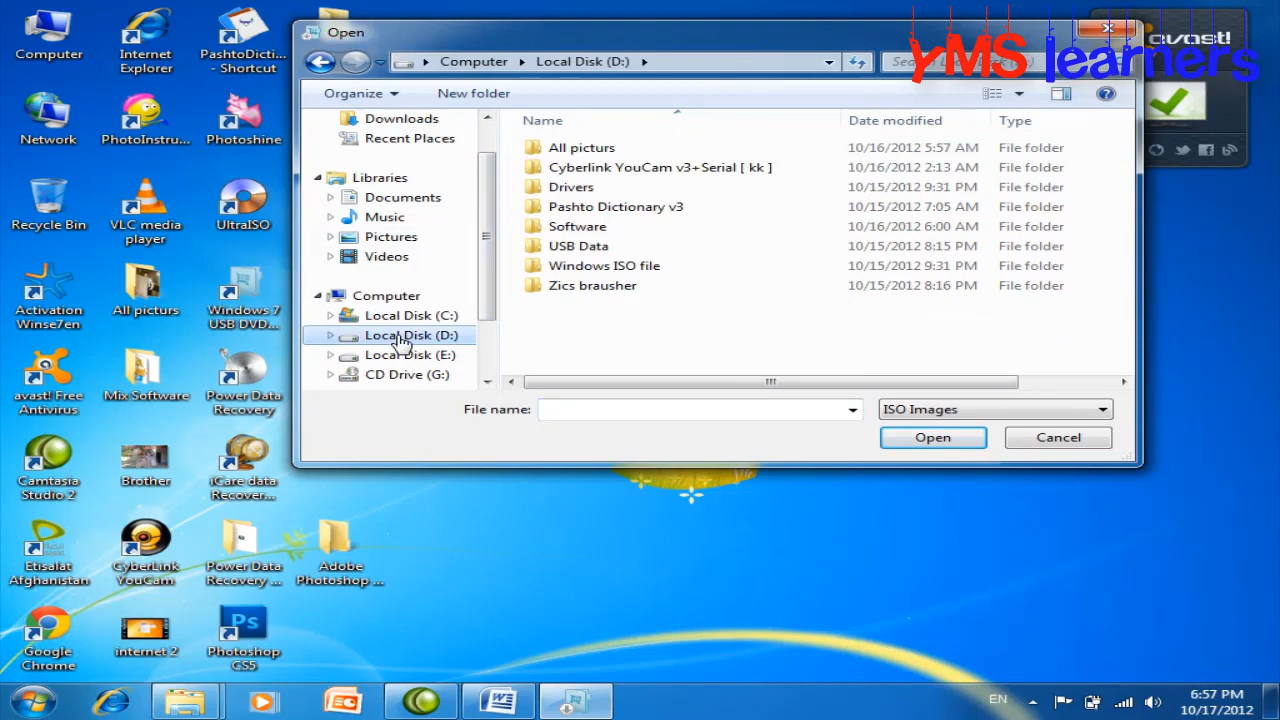 Computer
Internet
Explorer
PashtoDicti...
- Shortcut
Network
PhotoInstru...
Photoshine
Recycle Bin
VLC media
player
UltraISO
Activation
Winse7en
All picturs
Windows 7
USB DVD...
avast! Free
Antivirus
Mix Software
Power Data
Recovery
Camtasia
Studio 2
Brother
iCare data
Recover...
Etisalat
Afghanistan
CyberLink
YouCam
Power Data
Recovery ...
Adobe
Photoshop ...
Google
Chrome
internet 2
Photoshop
CS5
Open
Computer
Local Disk (D:)
YMS learners
avast!
Organize
New folder
Downloads
Recent Places
Libraries
Documents
Music
Pictures
Videos
Computer
Local Disk (C:)
Local Disk (D:)
Local Disk (E:)
CD Drive (G:)
Name Date modified Type
All picturs 10/16/2012 5:57 AM File folder
Cyberlink YouCam v3+Serial [ kk ] 10/16/2012 2:13 AM File folder
Drivers 10/15/2012 9:31 PM File folder
Pashto Dictionary v3 10/15/2012 7:05 AM File folder
Software 10/16/2012 6:00 AM File folder
USB Data 10/15/2012 8:15 PM File folder
Windows ISO file 10/15/2012 9:31 PM File folder
Zics brausher 10/15/2012 8:16 PM File folder
File name:
ISO Images
Open
Cancel
EN
6:57 PM
10/17/2012